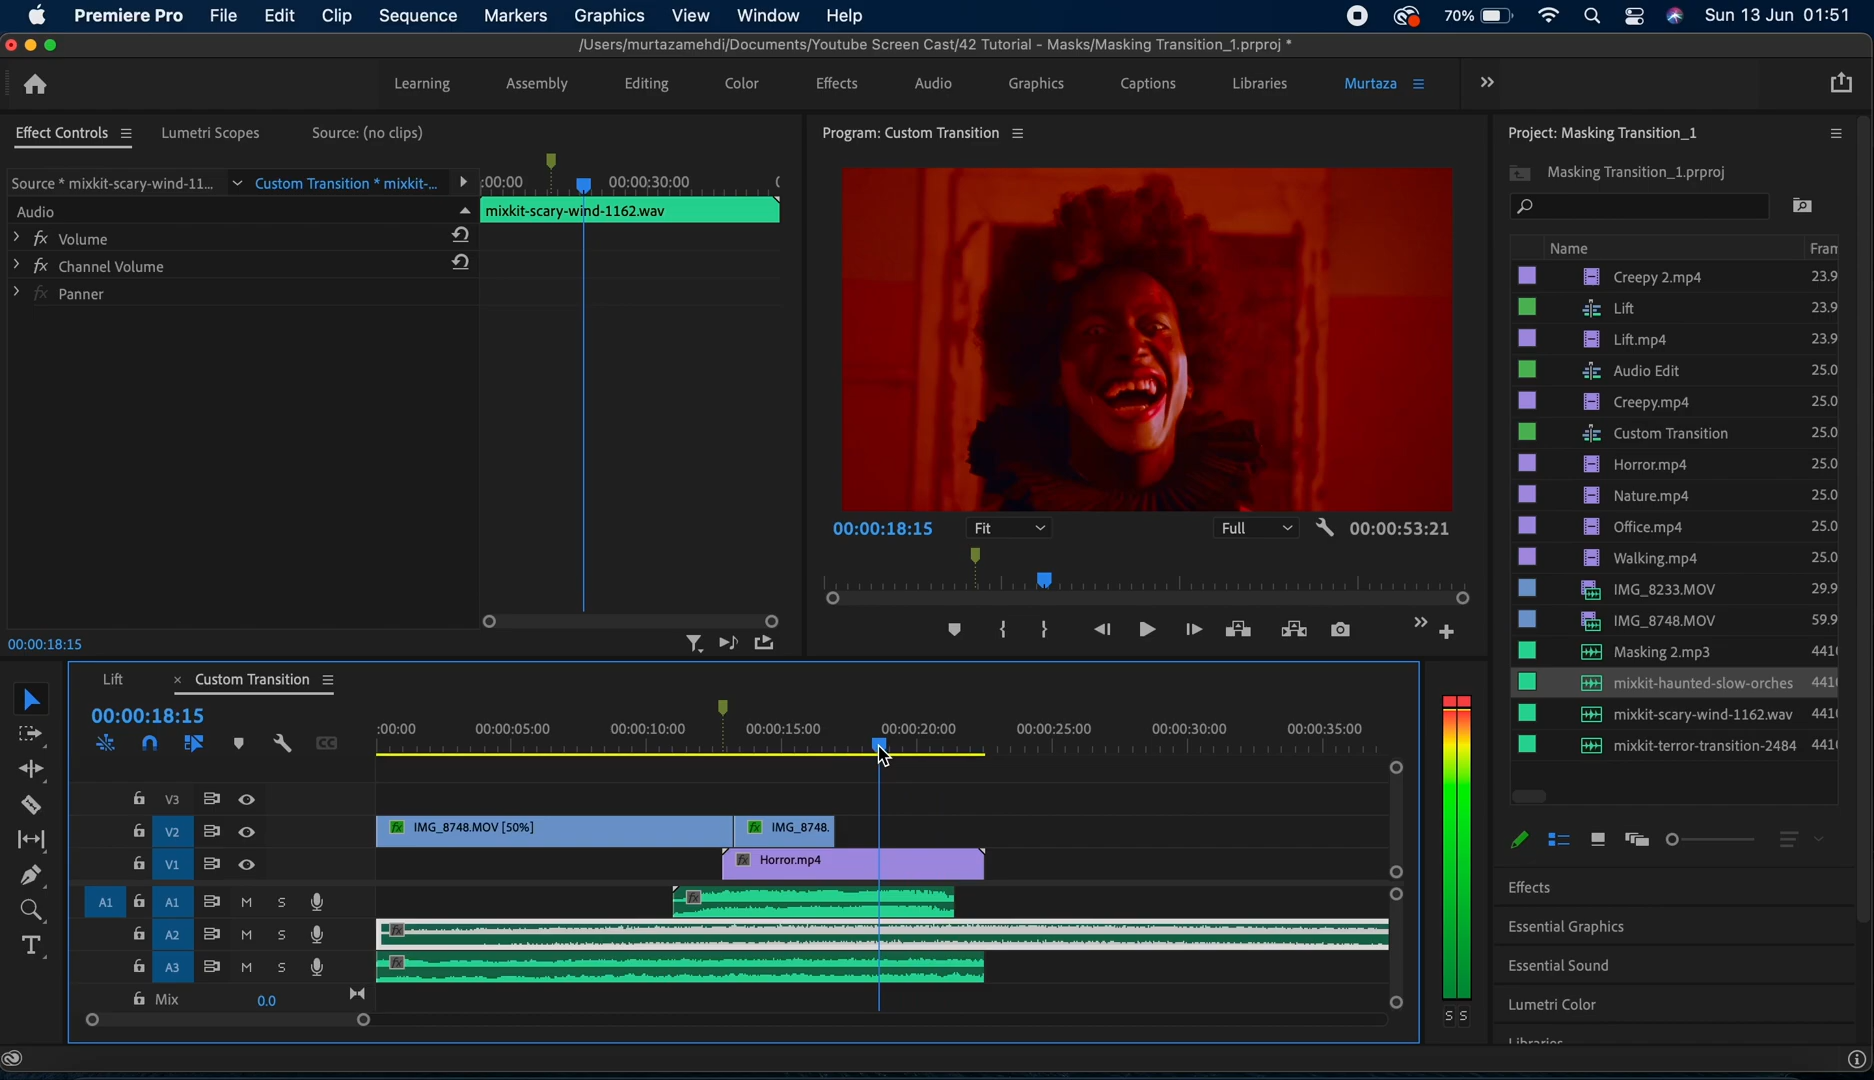 Premiere Pro File Edit Clip Sequence Markers Graphics View Window Help 70% Sun 13 Jun 01:51
/Users/murtazamehdi/Documents/Youtube Screen Cast/42 Tutorial - Masks/Masking Transition_1.prproj *
Learning Assembly Editing Color Effects Audio Graphics Captions Libraries Murtaza
Effect Controls Lumetri Scopes Source: (no clips)
Source * mixkit-scary-wind-11... Custom Transition * mixkit-... :00:00 00:00:30:00
Audio mixkit-scary-wind-1162.wav
fx Volume
fx Channel Volume
fx Panner
00:00:18:15
Program: Custom Transition
00:00:18:15 Fit Full 00:00:53:21
Project: Masking Transition_1
Masking Transition_1.prproj
Name Fram
Creepy 2.mp4 23.9
Lift 23.9
Lift.mp4 23.9
Audio Edit 25.0
Creepy.mp4 25.0
Custom Transition 25.0
Horror.mp4 25.0
Nature.mp4 25.0
Office.mp4 25.0
Walking.mp4 25.0
IMG_8233.MOV 29.9
IMG_8748.MOV 59.9
Masking 2.mp3 4410
mixkit-haunted-slow-orches 4410
mixkit-scary-wind-1162.wav 4410
mixkit-terror-transition-2484 4410
Effects
Essential Graphics
Essential Sound
Lumetri Color
Libraries
Lift × Custom Transition
00:00:18:15
:00:00 00:00:05:00 00:00:10:00 00:00:15:00 00:00:20:00 00:00:25:00 00:00:30:00 00:00:35:00
V3
V2 fx IMG_8748.MOV [50%] fx IMG_8748.
V1 fx Horror.mp4
A1 A1 M S fx
A2 M S fx
A3 M S fx
Mix 0.0
S S